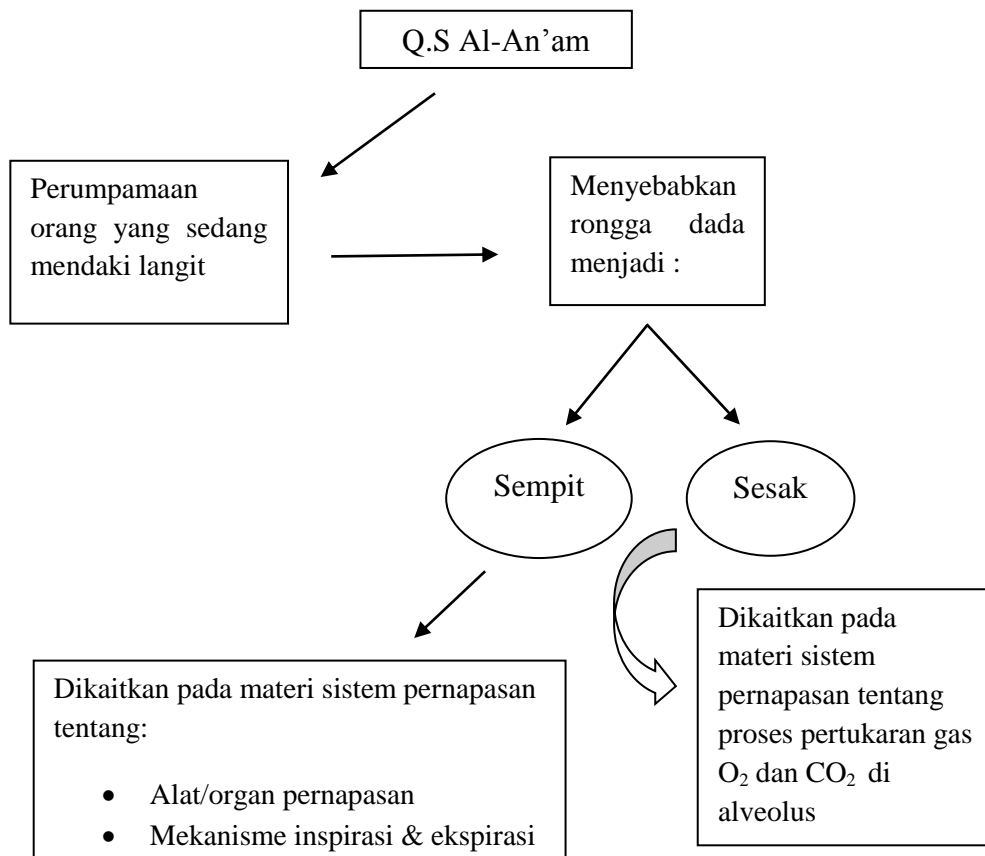 Q.S Al-An’am
Perumpamaan
orang yang sedang
mendaki langit
Menyebabkan
rongga dada
menjadi :
Sempit
Sesak
Dikaitkan pada materi sistem pernapasan
tentang:
• Alat/organ pernapasan
• Mekanisme inspirasi & ekspirasi
Dikaitkan pada
materi sistem
pernapasan tentang
proses pertukaran gas
O₂ dan CO₂ di
alveolus